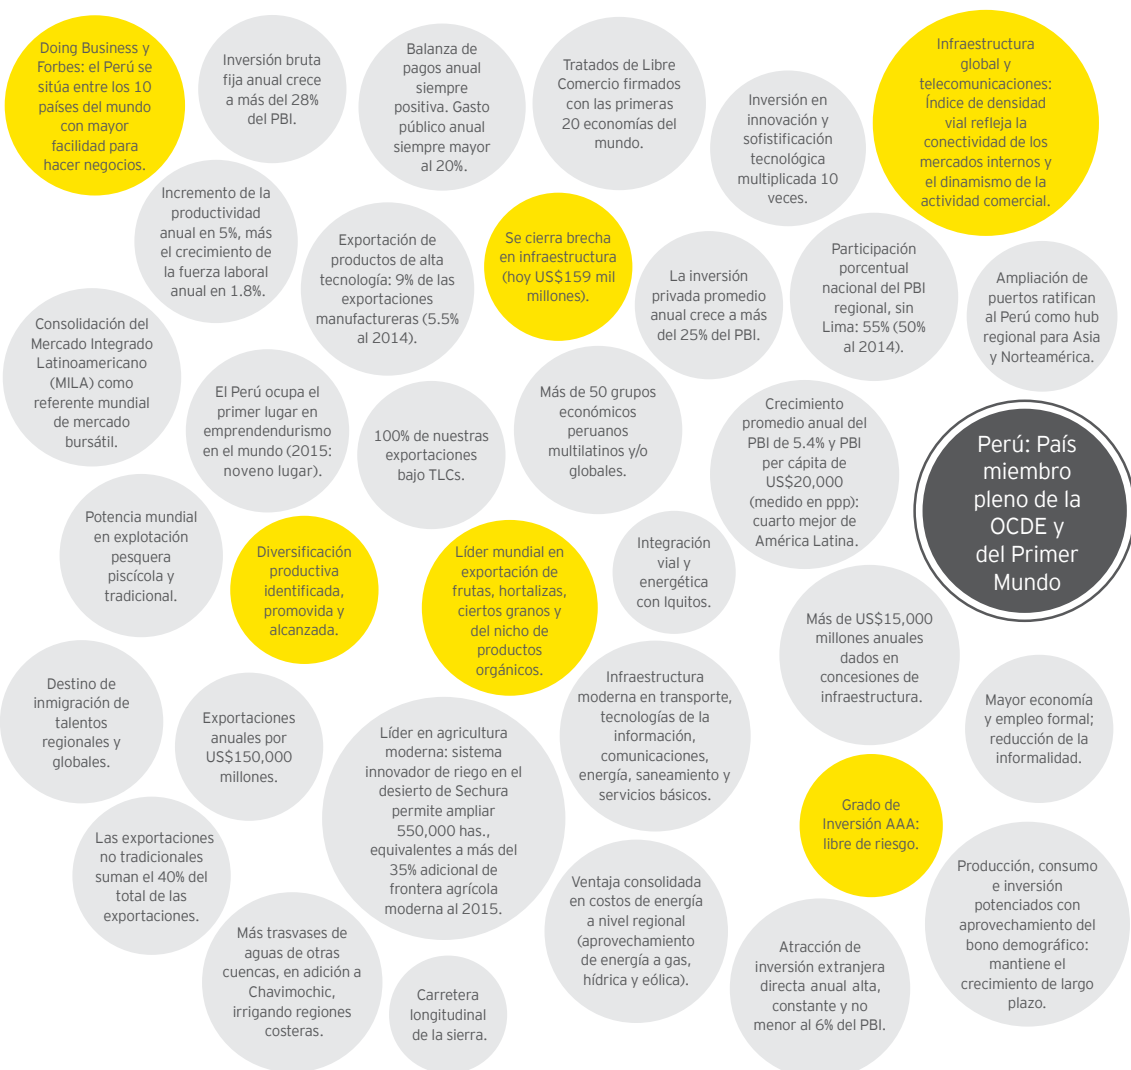 Doing Business y
Forbes: el Perú se
sitúa entre los 10
países del mundo
con mayor
facilidad para
hacer negocios.
Inversión bruta
fija anual crece
a más del 28%
del PBI.
Balanza de
pagos anual
siempre
positiva. Gasto
público anual
siempre mayor
al 20%.
Tratados de Libre
Comercio firmados
con las primeras
20 economías del
mundo.
Inversión en
innovación y
sofistificación
tecnológica
multiplicada 10
veces.
Infraestructura
global y
telecomunicaciones:
Índice de densidad
vial refleja la
conectividad de los
mercados internos y
el dinamismo de la
actividad comercial.
Incremento de la
productividad
anual en 5%, más
el crecimiento de
la fuerza laboral
anual en 1.8%.
Exportación de
productos de alta
tecnología: 9% de las
exportaciones
manufactureras (5.5%
al 2014).
Se cierra brecha
en infraestructura
(hoy US$159 mil
millones).
La inversión
privada promedio
anual crece a más
del 25% del PBI.
Participación
porcentual
nacional del PBI
regional, sin
Lima: 55% (50%
al 2014).
Ampliación de
puertos ratifican
al Perú como hub
regional para Asia
y Norteamérica.
Consolidación del
Mercado Integrado
Latinoamericano
(MILA) como
referente mundial
de mercado
bursátil.
El Perú ocupa el
primer lugar en
emprendendurismo
en el mundo (2015:
noveno lugar).
100% de nuestras
exportaciones
bajo TLCs.
Más de 50 grupos
económicos
peruanos
multilatinos y/o
globales.
Crecimiento
promedio anual del
PBI de 5.4% y PBI
per cápita de
US$20,000
(medido en ppp):
cuarto mejor de
América Latina.
Perú: País
miembro
pleno de la
OCDE y
del Primer
Mundo
Potencia mundial
en explotación
pesquera
piscícola y
tradicional.
Diversificación
productiva
identificada,
promovida y
alcanzada.
Líder mundial en
exportación de
frutas, hortalizas,
ciertos granos y
del nicho de
productos
orgánicos.
Integración
vial y
energética
con Iquitos.
Más de US$15,000
millones anuales
dados en
concesiones de
infraestructura.
Destino de
inmigración de
talentos
regionales y
globales.
Exportaciones
anuales por
US$150,000
millones.
Líder en agricultura
moderna: sistema
innovador de riego en el
desierto de Sechura
permite ampliar
550,000 has.,
equivalentes a más del
35% adicional de
frontera agrícola
moderna al 2015.
Infraestructura
moderna en transporte,
tecnologías de la
información,
comunicaciones,
energía, saneamiento y
servicios básicos.
Mayor economía
y empleo formal;
reducción de la
informalidad.
Grado de
Inversión AAA:
libre de riesgo.
Las exportaciones
no tradicionales
suman el 40% del
total de las
exportaciones.
Más trasvases de
aguas de otras
cuencas, en adición a
Chavimochic,
irrigando regiones
costeras.
Carretera
longitudinal
de la sierra.
Ventaja consolidada
en costos de energía
a nivel regional
(aprovechamiento
de energía a gas,
hídrica y eólica).
Atracción de
inversión extranjera
directa anual alta,
constante y no
menor al 6% del PBI.
Producción, consumo
e inversión
potenciados con
aprovechamiento del
bono demográfico:
mantiene el
crecimiento de largo
plazo.